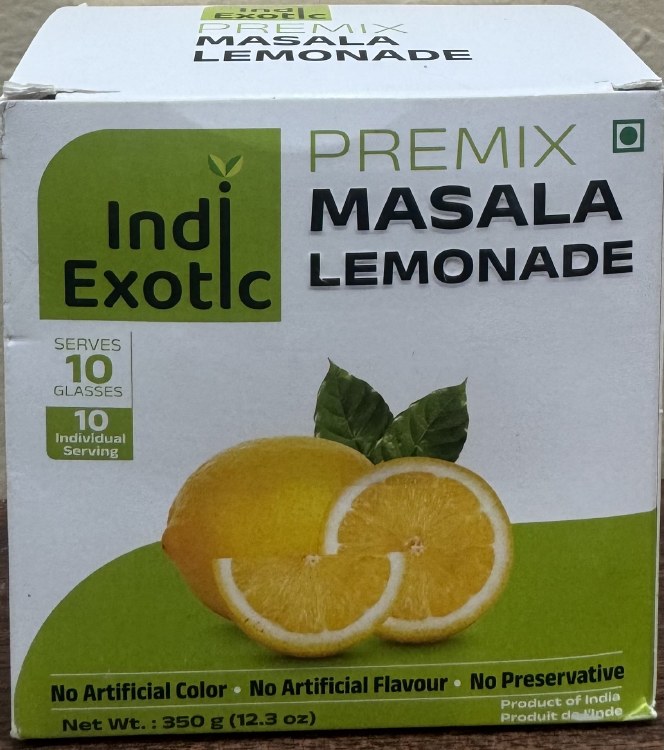 Indi
Exotic
PREMIX
MASALA
LEMONADE
Indi
Exotic
PREMIX
MASALA
LEMONADE
SERVES
10
GLASSES
10
Individual
Serving
No Artificial Color • No Artificial Flavour • No Preservative
Net Wt. : 350 g (12.3 oz)
Product of India
Produit de l'Inde